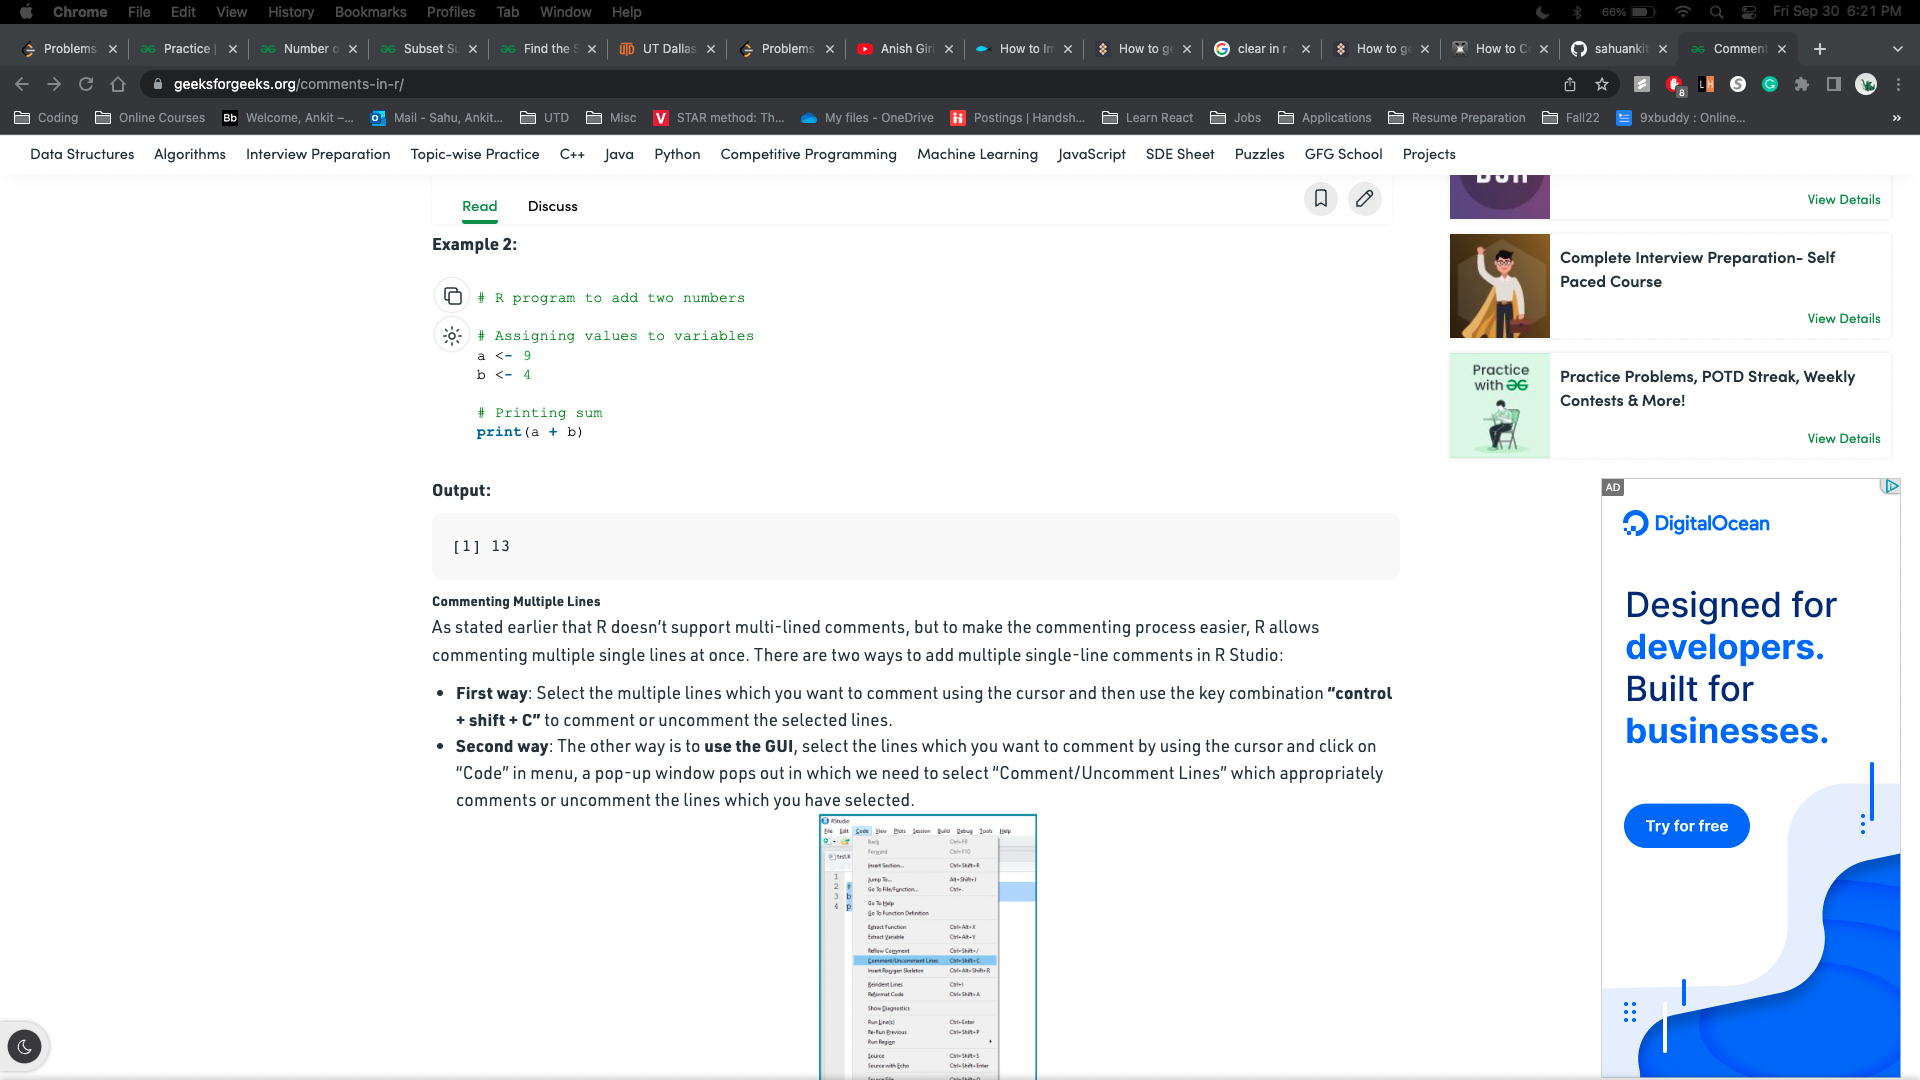 Chrome File Edit View History Bookmarks Profiles Tab Window Help 66% Fri Sep 30 6:21 PM
Problems Practice | Number o Subset Su Find the S UT Dallas Problems Anish Giri How to Im How to ge clear in r How to ge How to Co sahuankit Comment
geeksforgeeks.org/comments-in-r/ 8
Coding Online Courses Bb Welcome, Ankit –... Mail - Sahu, Ankit... UTD Misc STAR method: Th... My files - OneDrive Postings | Handsh... Learn React Jobs Applications Resume Preparation Fall22 9xbuddy : Online... »
Data Structures Algorithms Interview Preparation Topic-wise Practice C++ Java Python Competitive Programming Machine Learning JavaScript SDE Sheet Puzzles GFG School Projects
Read Discuss
View Details
Example 2:
# R program to add two numbers
# Assigning values to variables
a <- 9
b <- 4
# Printing sum
print(a + b)
Output:
[1] 13
Commenting Multiple Lines
As stated earlier that R doesn’t support multi-lined comments, but to make the commenting process easier, R allows
commenting multiple single lines at once. There are two ways to add multiple single-line comments in R Studio:
• First way: Select the multiple lines which you want to comment using the cursor and then use the key combination “control
+ shift + C” to comment or uncomment the selected lines.
• Second way: The other way is to use the GUI, select the lines which you want to comment by using the cursor and click on
“Code” in menu, a pop-up window pops out in which we need to select “Comment/Uncomment Lines” which appropriately
comments or uncomment the lines which you have selected.
RStudio
File Edit Code View Plots Session Build Debug Tools Help
Back Ctrl+F9
Forward Ctrl+F10
Insert Section... Ctrl+Shift+R
Jump To... Alt+Shift+J
Go To File/Function... Ctrl+.
Go To Help
Go To Function Definition
Extract Function Ctrl+Alt+X
Extract Variable Ctrl+Alt+V
Reflow Comment Ctrl+Shift+/
Comment/Uncomment Lines Ctrl+Shift+C
Insert Roxygen Skeleton Ctrl+Alt+Shift+R
Reindent Lines Ctrl+I
Reformat Code Ctrl+Shift+A
Show Diagnostics
Run Line(s) Ctrl+Enter
Re-Run Previous Ctrl+Shift+P
Run Region
Source Ctrl+Shift+S
Source with Echo Ctrl+Shift+Enter
1
2 #
3 b
4 p
Complete Interview Preparation- Self
Paced Course
View Details
Practice
with
Practice Problems, POTD Streak, Weekly
Contests & More!
View Details
AD
DigitalOcean
Designed for
developers.
Built for
businesses.
Try for free